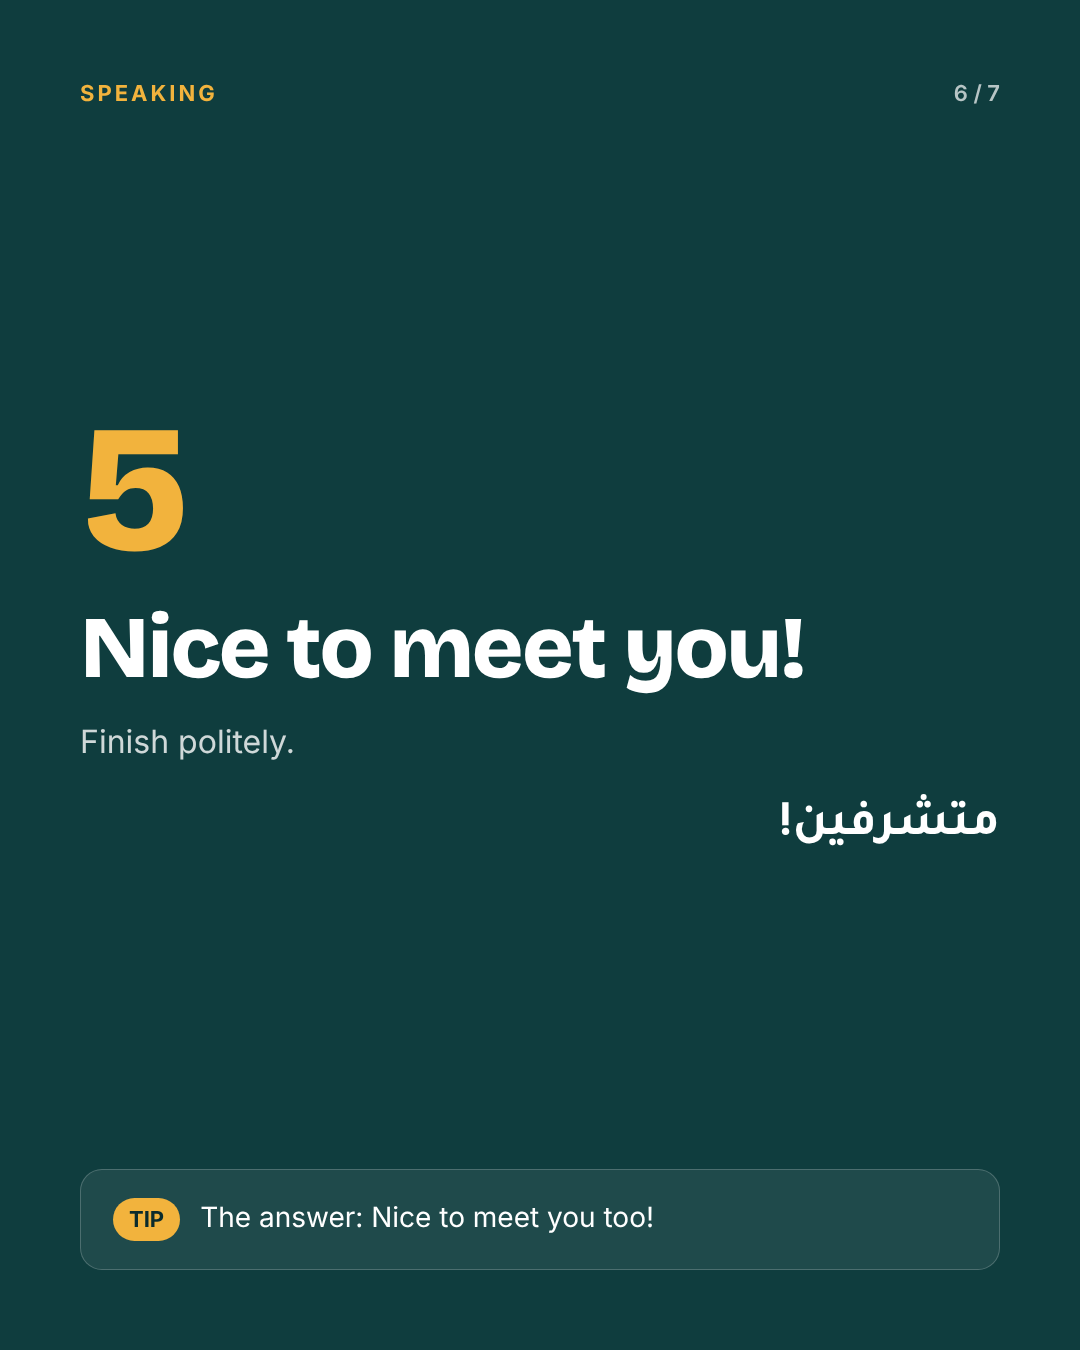 SPEAKING
6 / 7
5
Nice to meet you!
Finish politely.
متشرفين!
TIP The answer: Nice to meet you too!